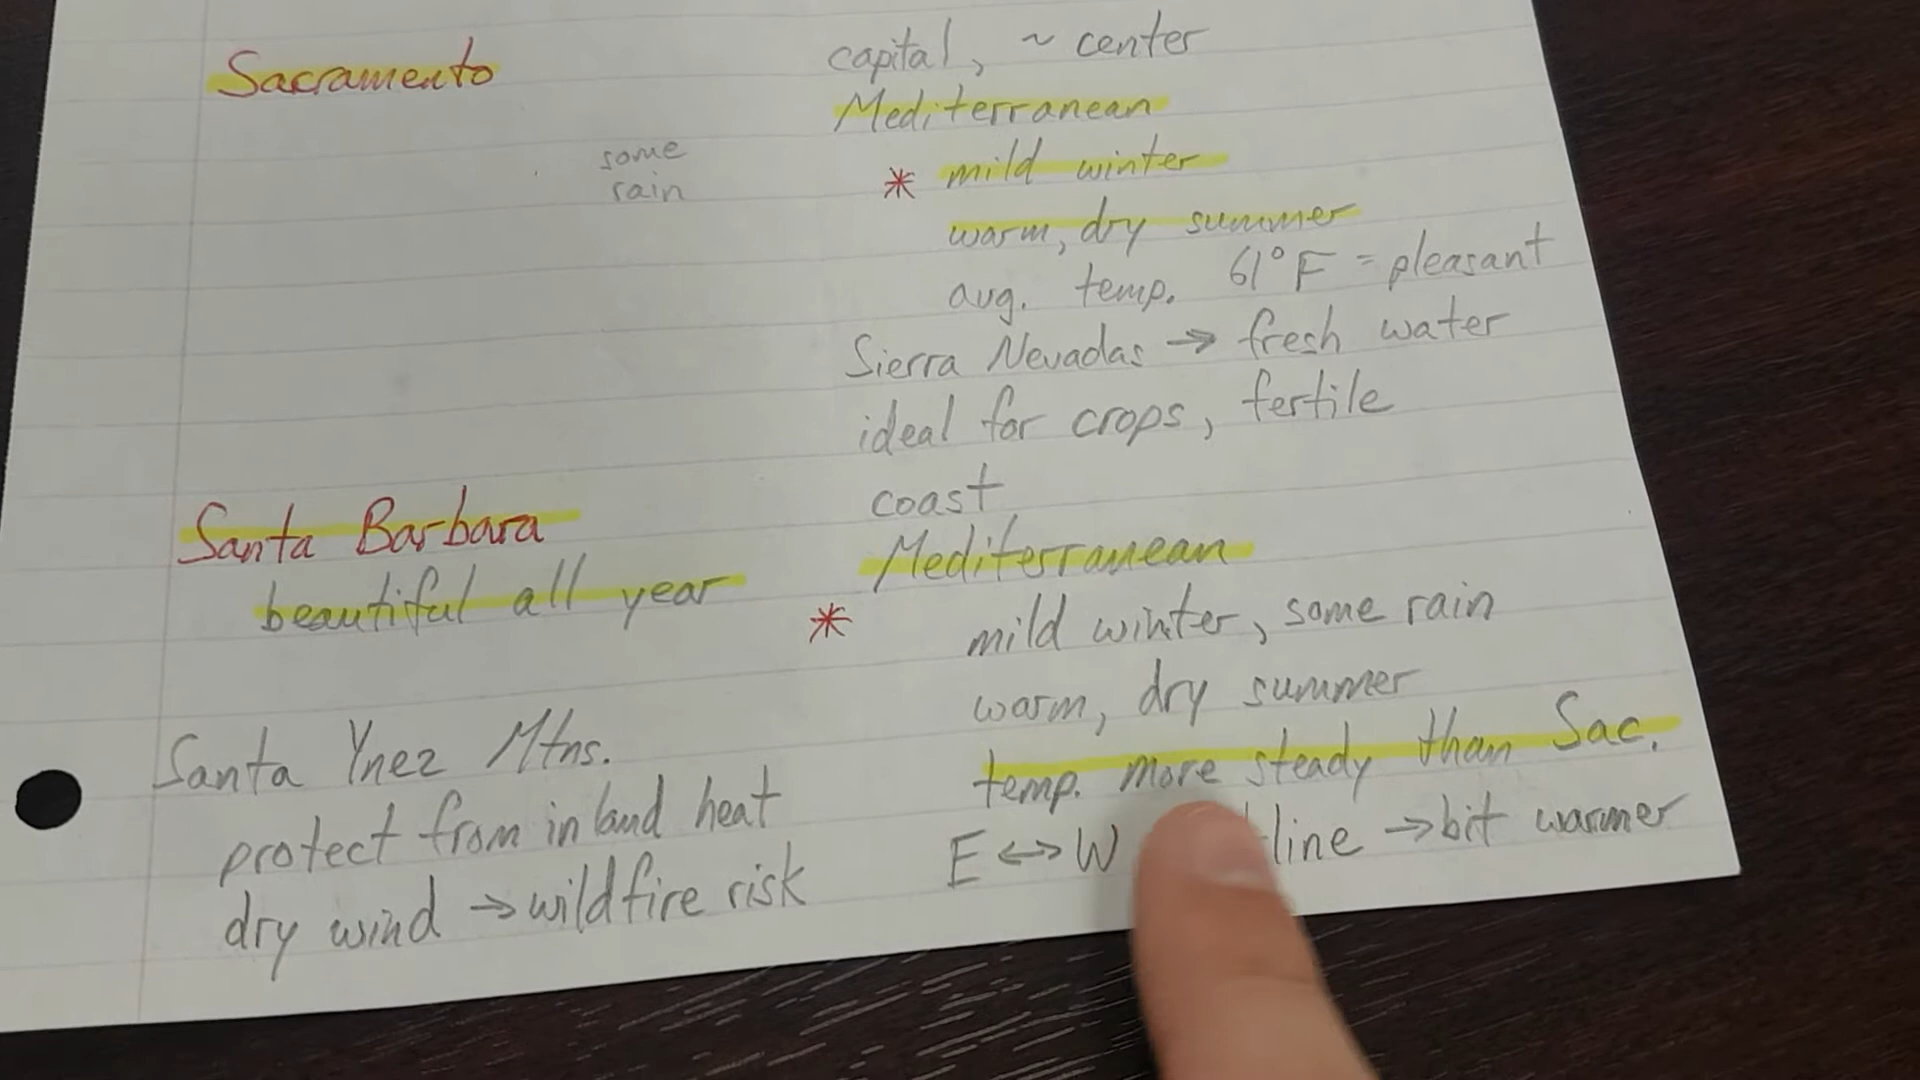 Sacramento
capital, ~ center
Mediterranean
some
rain
* mild winter
warm, dry summer
avg. temp. 61°F = pleasant
Sierra Nevadas → fresh water
ideal for crops, fertile
Santa Barbara
beautiful all year
coast
Mediterranean
* mild winter, some rain
warm, dry summer
temp. more steady than Sac.
E ↔ W line → bit warmer
Santa Ynez Mtns.
protect from inland heat
dry wind → wildfire risk